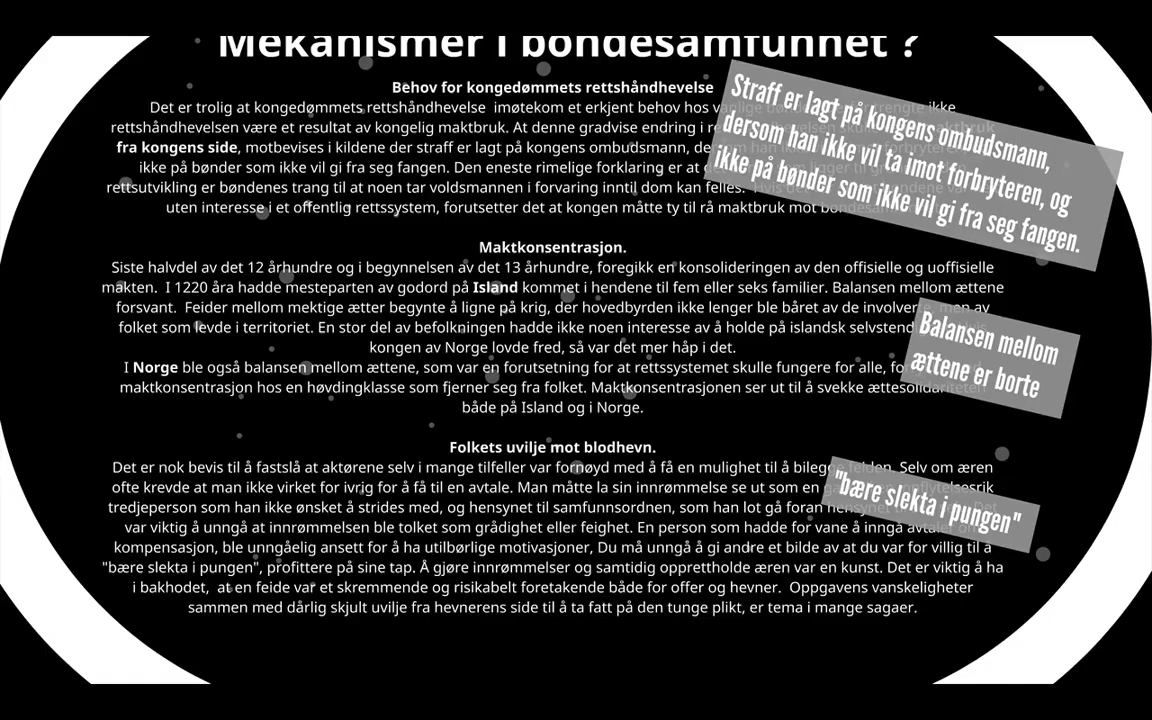 Mekanismer i bondesamfunnet ?
Behov for kongedømmets rettshåndhevelse
Det er trolig at kongedømmets rettshåndhevelse imøtekom et erkjent behov hos vanlige ikke
rettshåndhevelsen være et resultat av kongelig maktbruk. At denne gradvise endring i
fra kongens side, motbevises i kildene der straff er lagt på kongens ombudsmann,
ikke på bønder som ikke vil gi fra seg fangen. Den eneste rimelige forklaring er at
rettsutvikling er bøndenes trang til at noen tar voldsmannen i forvaring inntil dom kan felles. Hvis
uten interesse i et offentlig rettssystem, forutsetter det at kongen måtte ty til rå maktbruk mot
Straff er lagt på kongens ombudsmann,
dersom han ikke vil ta imot forbryteren, og
ikke på bønder som ikke vil gi fra seg fangen.
Maktkonsentrasjon.
Siste halvdel av det 12 århundre og i begynnelsen av det 13 århundre, foregikk en konsolideringen av den offisielle og uoffisielle
makten. I 1220 åra hadde mesteparten av godord på Island kommet i hendene til fem eller seks familier. Balansen mellom ættene
forsvant. Feider mellom mektige ætter begynte å ligne på krig, der hovedbyrden ikke lenger ble båret av de involverte, men av
folket som levde i territoriet. En stor del av befolkningen hadde ikke noen interesse av å holde på islandsk
kongen av Norge lovde fred, så var det mer håp i det.
I Norge ble også balansen mellom ættene, som var en forutsetning for at rettssystemet skulle fungere for alle,
maktkonsentrasjon hos en høvdingklasse som fjerner seg fra folket. Maktkonsentrasjonen ser ut til å svekke ættesolidariteten
både på Island og i Norge.
Balansen mellom
ættene er borte
Folkets uvilje mot blodhevn.
Det er nok bevis til å fastslå at aktørene selv i mange tilfeller var fornøyd med å få en mulighet til å bilegge feiden. Selv om æren
ofte krevde at man ikke virket for ivrig for å få til en avtale. Man måtte la sin innrømmelse se ut som en
tredjeperson som han ikke ønsket å strides med, og hensynet til samfunnsordnen, som han lot gå foran hensynet
var viktig å unngå at innrømmelsen ble tolket som grådighet eller feighet. En person som hadde for vane å inngå avtaler om
kompensasjon, ble unngåelig ansett for å ha utilbørlige motivasjoner, Du må unngå å gi andre et bilde av at du var for villig til å
"bære slekta i pungen", profittere på sine tap. Å gjøre innrømmelser og samtidig opprettholde æren var en kunst. Det er viktig å ha
i bakhodet, at en feide var et skremmende og risikabelt foretakende både for offer og hevner. Oppgavens vanskeligheter
sammen med dårlig skjult uvilje fra hevnerens side til å ta fatt på den tunge plikt, er tema i mange sagaer.
"bære slekta i pungen"